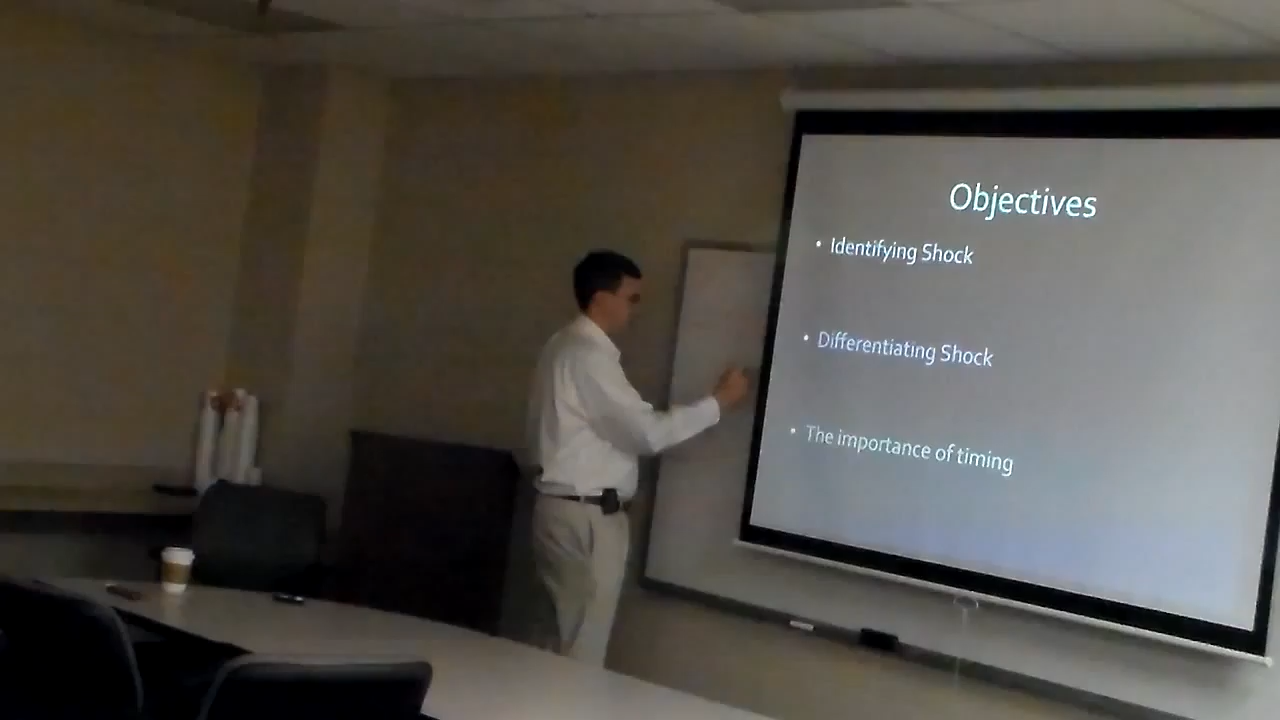 Objectives
• Identifying Shock
• Differentiating Shock
• The importance of timing